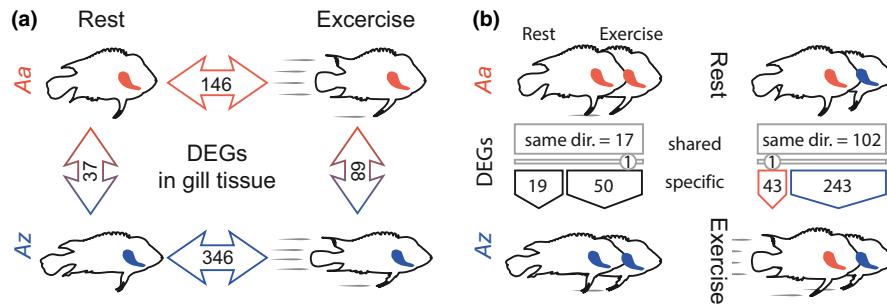 (a)
Rest
Excercise
Aa
146
37
DEGs
in gill tissue
68
Az
346
(b)
Rest
Exercise
Aa
Rest
DEGs
same dir. = 17
shared
same dir. = 102
1
1
19
50
specific
43
243
Az
Exercise